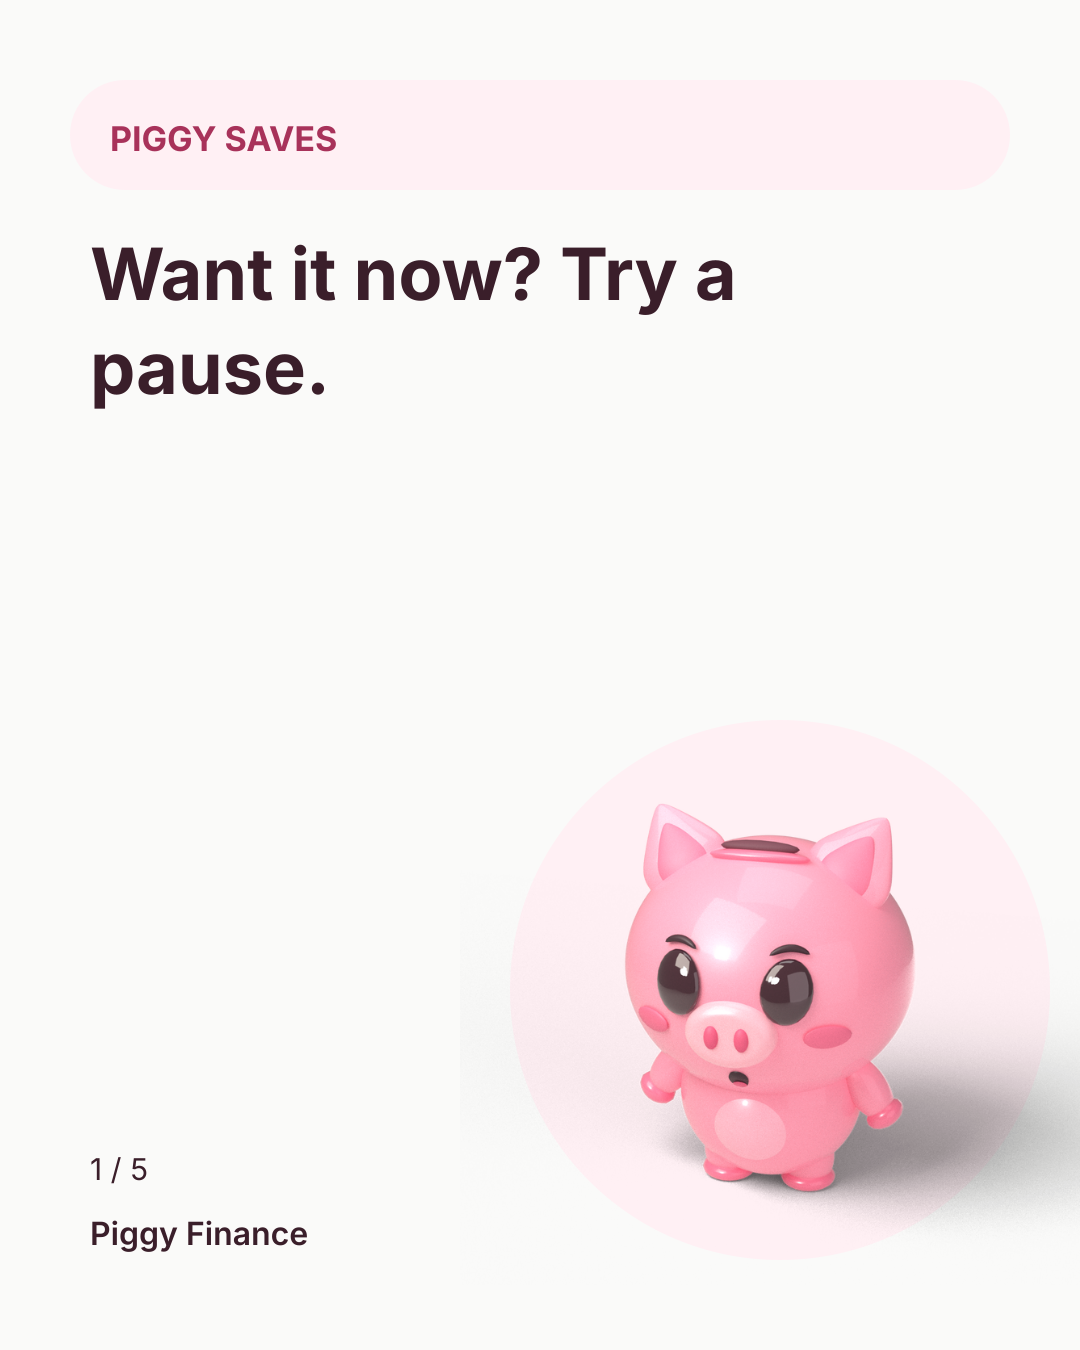 PIGGY SAVES
Want it now? Try a
pause.
1 / 5
Piggy Finance